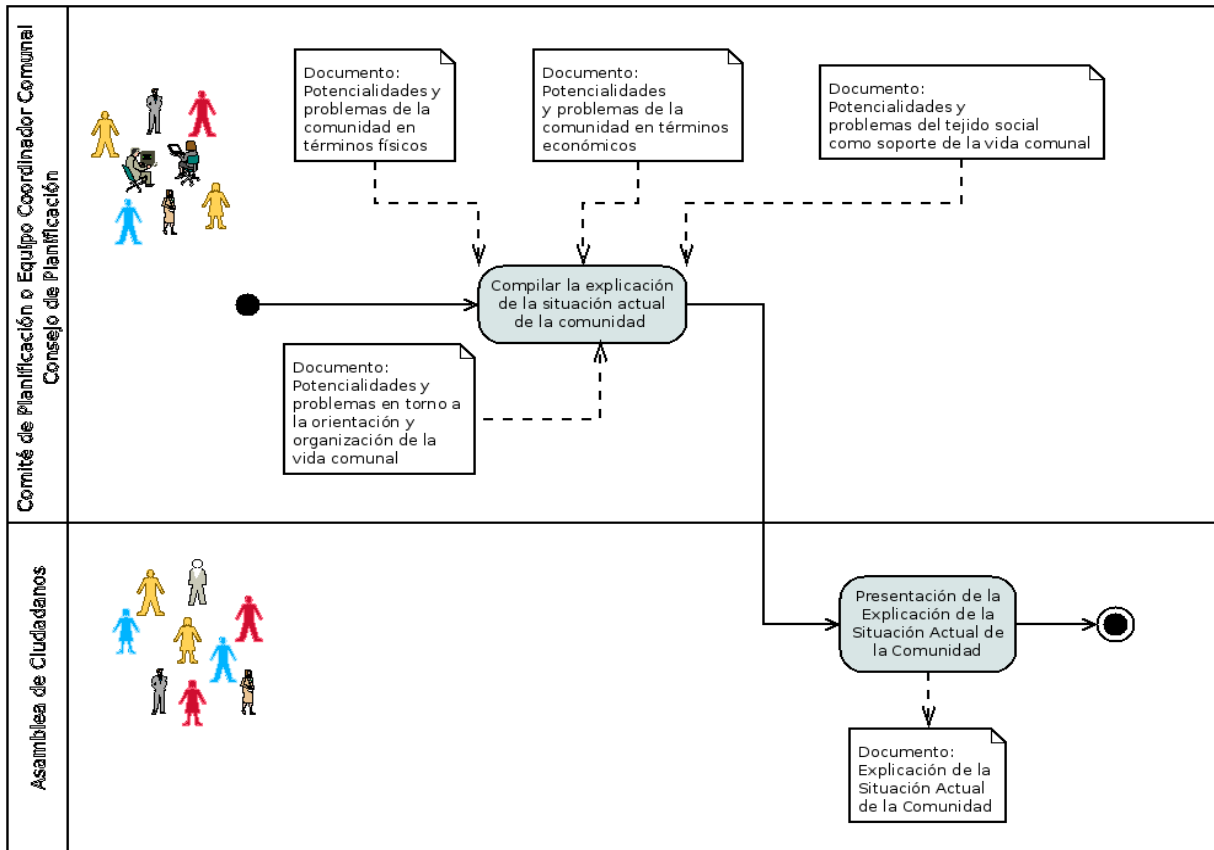 Comité de Planificación o Equipo Coordinador Comunal
Consejo de Planificación
Documento:
Potencialidades y
problemas de la
comunidad en
términos físicos
Documento:
Potencialidades
y problemas de la
comunidad en términos
económicos
Documento:
Potencialidades y
problemas del tejido social
como soporte de la vida comunal
Compilar la explicación
de la situación actual
de la comunidad
Documento:
Potencialidades y
problemas en torno a
la orientación y
organización de la
vida comunal
Asamblea de Ciudadanos
Presentación de la
Explicación de la
Situación Actual de
la Comunidad
Documento:
Explicación de la
Situación Actual
de la Comunidad